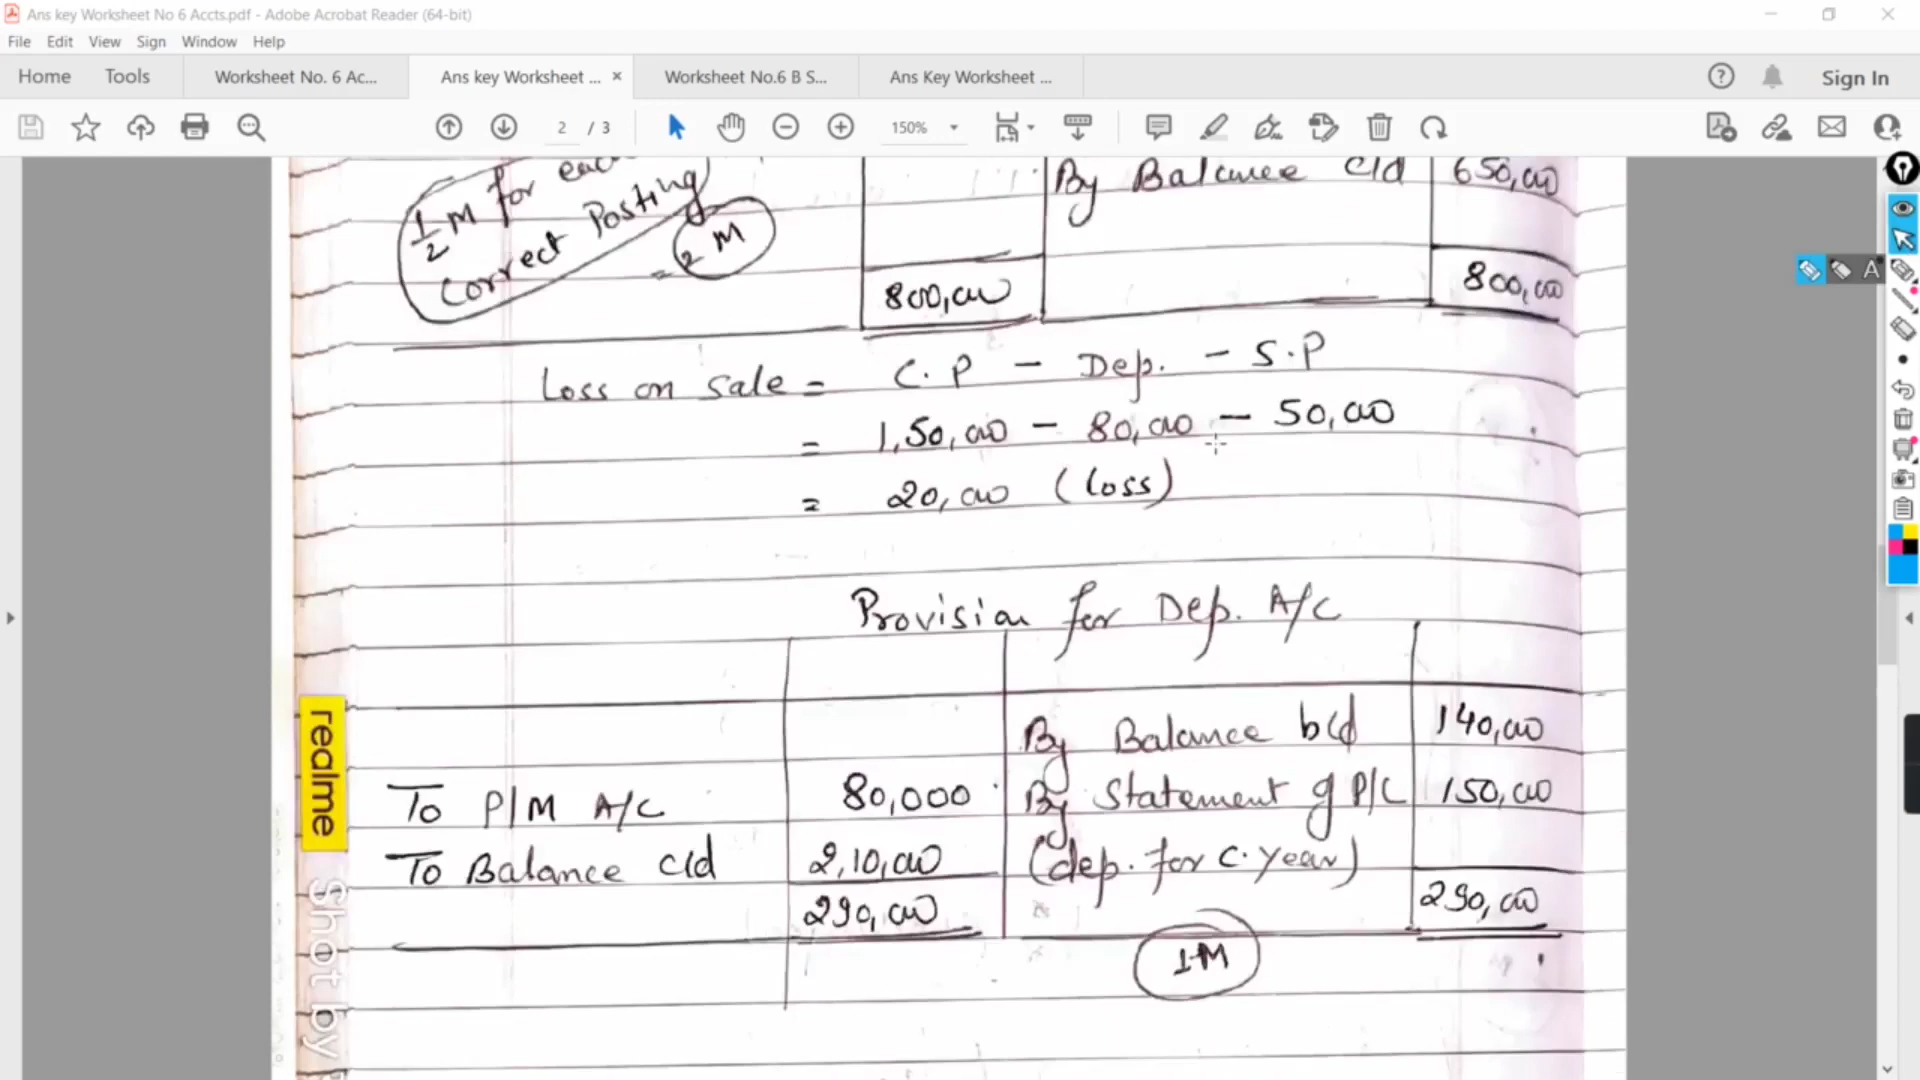 Ans key Worksheet No 6 Accts.pdf - Adobe Acrobat Reader (64-bit)
File Edit View Sign Window Help
Home Tools Worksheet No. 6 Ac... Ans key Worksheet ... × Worksheet No.6 B S... Ans Key Worksheet ... Sign In
2 / 3 150%
1/2 M for each
Correct Posting
= 2 M
By Balance c/d 650,000
800,000 800,000
Loss on Sale = C.P - Dep. - S.P
= 1,50,000 - 80,000 - 50,000
= 20,000 (loss)
Provision for Dep. A/C
By Balance b/d 140,000
To P/M A/C 80,000 By Statement of P/L 150,000
To Balance c/d 2,10,000 (dep. for C. Year)
290,000 290,000
1M
realme
Shot by
A